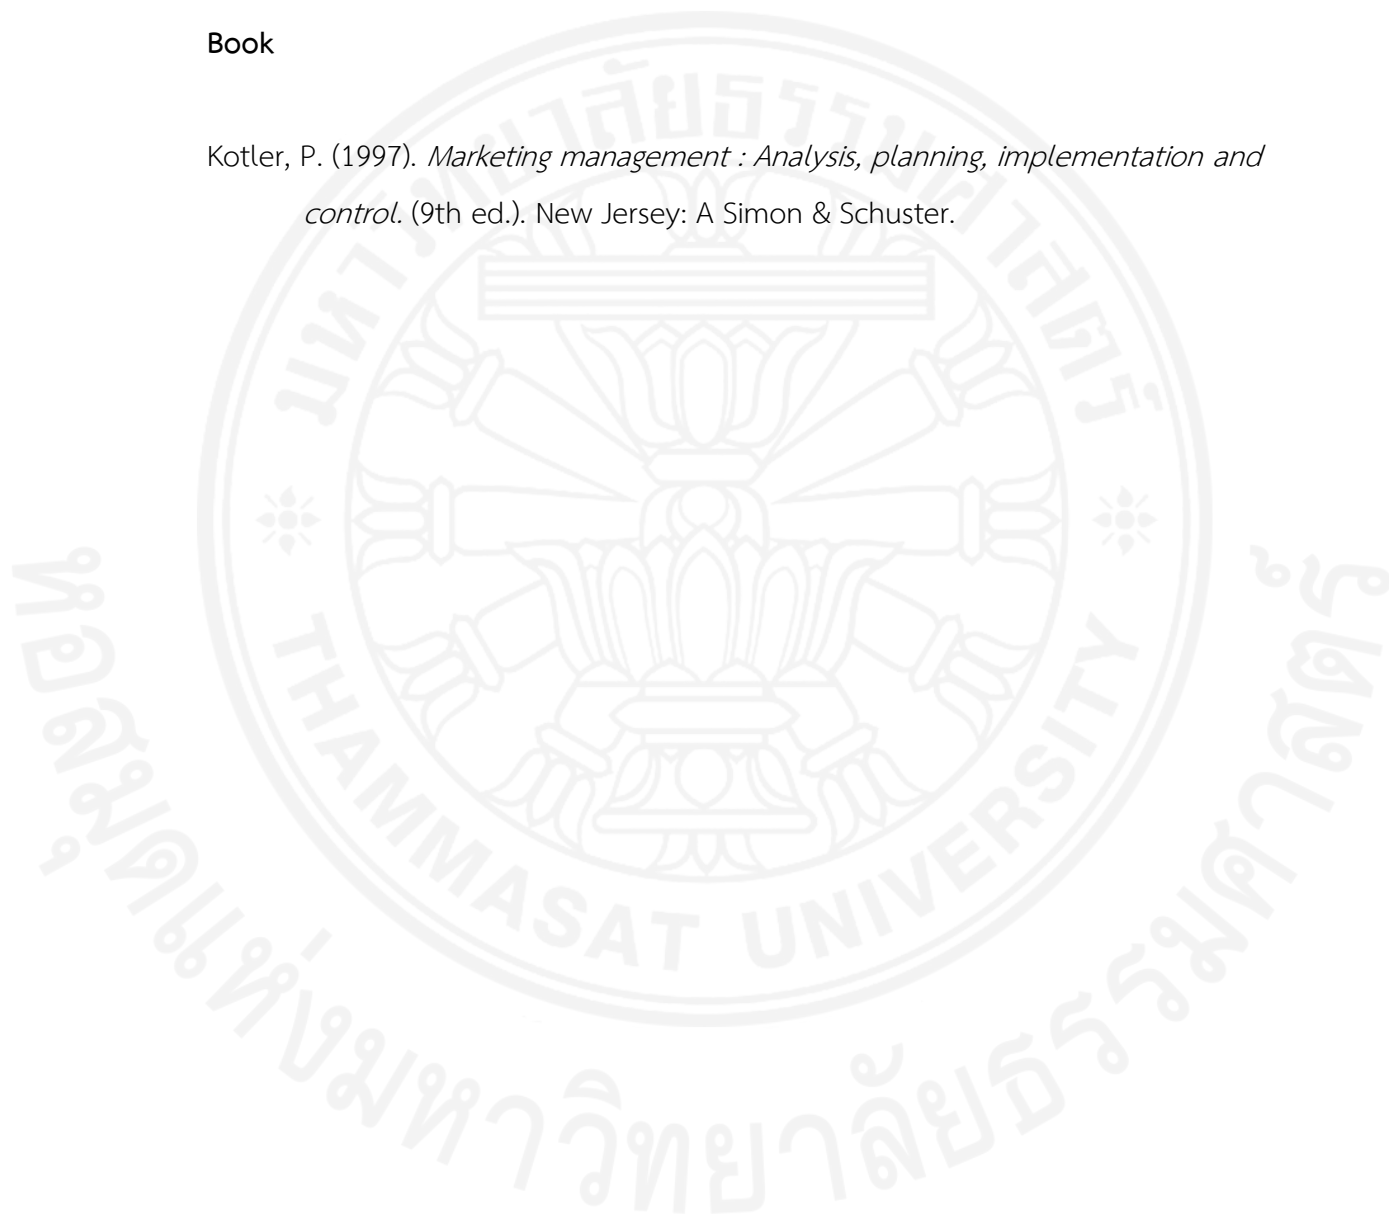 Book
Kotler, P. (1997). Marketing management : Analysis, planning, implementation and
control. (9th ed.). New Jersey: A Simon & Schuster.
มหาวิทยาลัยธรรมศาสตร์
THAMMASAT UNIVERSITY
หอสมุดแห่งมหาวิทยาลัยธรรมศาสตร์